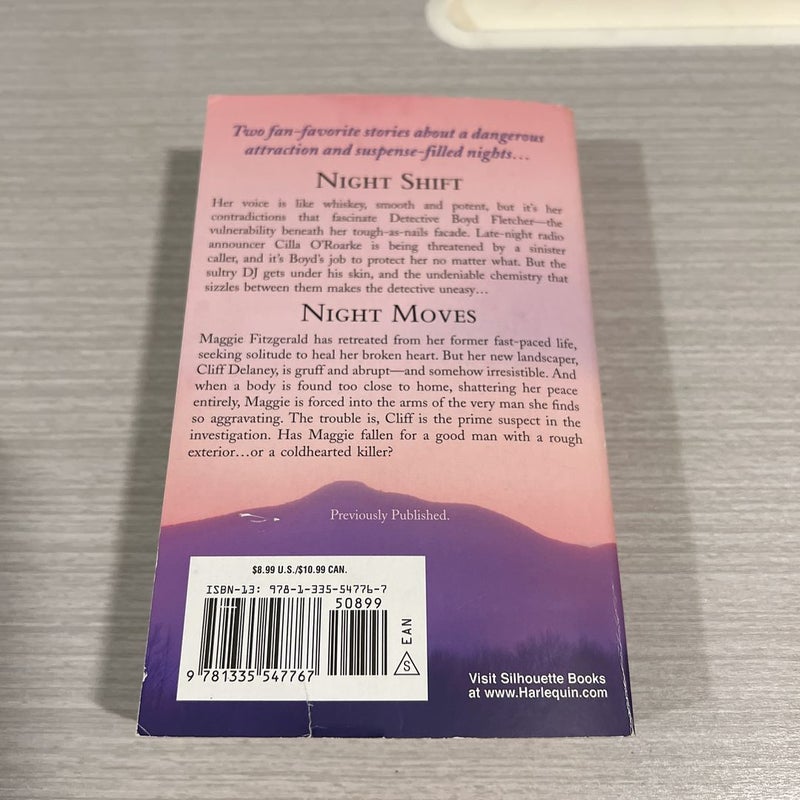 Two fan-favorite stories about a dangerous
attraction and suspense-filled nights…
NIGHT SHIFT
Her voice is like whiskey, smooth and potent, but it's her
contradictions that fascinate Detective Boyd Fletcher—the
vulnerability beneath her tough-as-nails facade. Late-night radio
announcer Cilla O'Roarke is being threatened by a sinister
caller, and it's Boyd's job to protect her no matter what. But the
sultry DJ gets under his skin, and the undeniable chemistry that
sizzles between them makes the detective uneasy…
NIGHT MOVES
Maggie Fitzgerald has retreated from her former fast-paced life,
seeking solitude to heal her broken heart. But her new landscaper,
Cliff Delaney, is gruff and abrupt—and somehow irresistible. And
when a body is found too close to home, shattering her peace
entirely, Maggie is forced into the arms of the very man she finds
so aggravating. The trouble is, Cliff is the prime suspect in the
investigation. Has Maggie fallen for a good man with a rough
exterior…or a coldhearted killer?
Previously Published.
$8.99 U.S./$10.99 CAN.
ISBN-13: 978-1-335-54776-7
50899
EAN
S
9 781335 547767
Visit Silhouette Books
at www.Harlequin.com